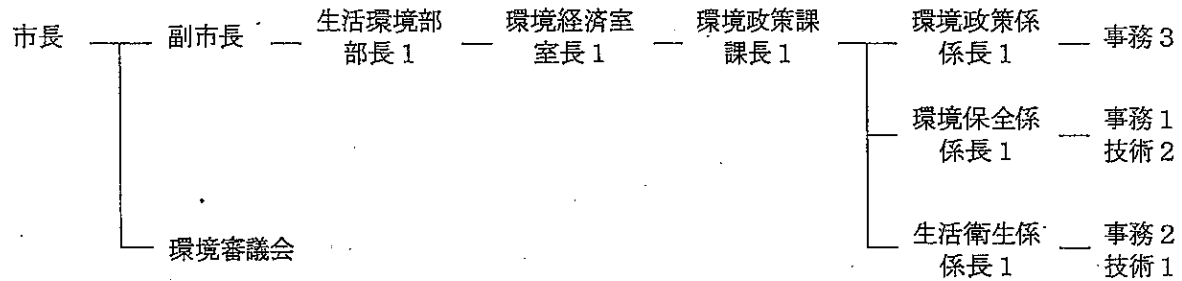 市長 副市長 生活環境部 部長1 環境経済室 室長1 環境政策課 課長1 環境政策係 係長1 事務3
環境保全係 係長1 事務1 技術2
環境審議会 生活衛生係 係長1 事務2 技術1